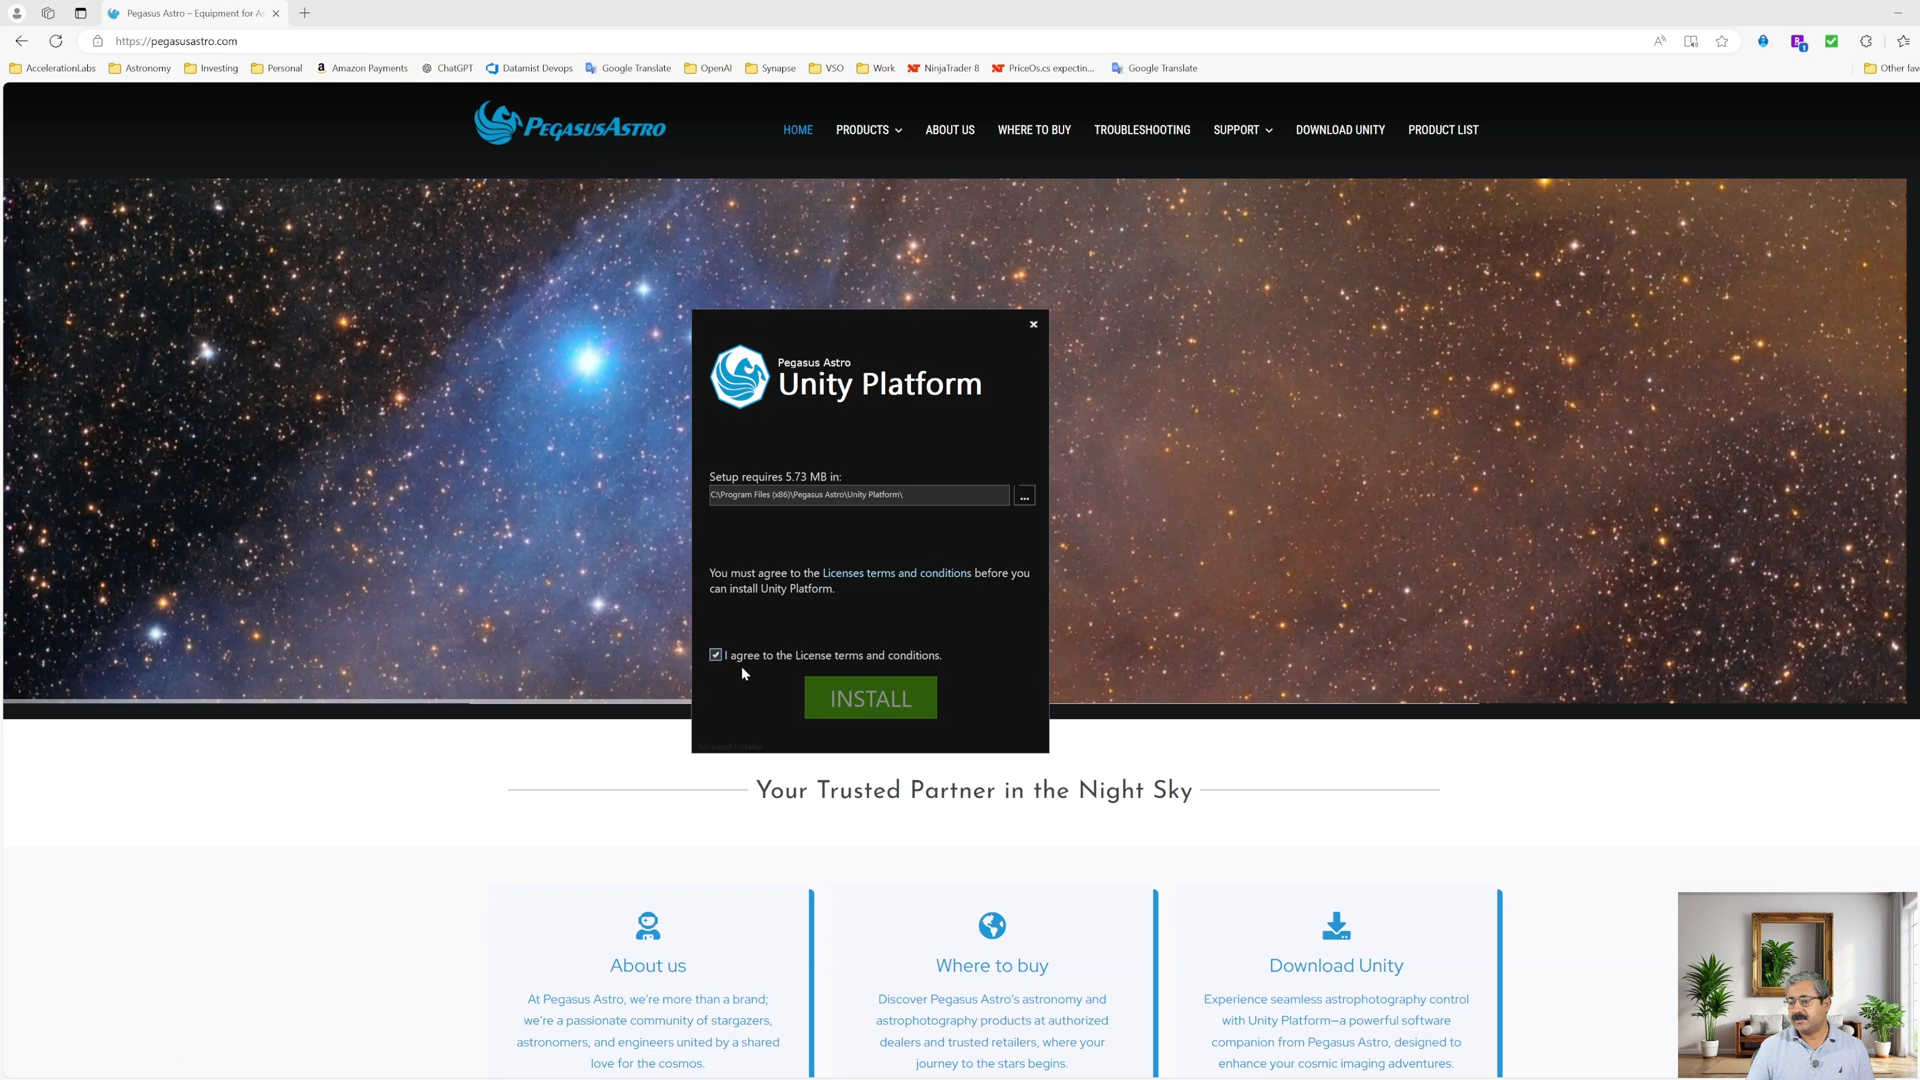 Pegasus Astro – Equipment for As
https://pegasusastro.com
AccelerationLabs
Astronomy
Investing
Personal
Amazon Payments
ChatGPT
Datamist Devops
Google Translate
OpenAI
Synapse
VSO
Work
NinjaTrader 8
PriceOs.cs expectin...
Google Translate
Other fav
PEGASUSASTRO
HOME
PRODUCTS
ABOUT US
WHERE TO BUY
TROUBLESHOOTING
SUPPORT
DOWNLOAD UNITY
PRODUCT LIST
Pegasus Astro
Unity Platform
Setup requires 5.73 MB in:
C:\Program Files (x86)\Pegasus Astro\Unity Platform\
...
You must agree to the Licenses terms and conditions before you
can install Unity Platform.
I agree to the License terms and conditions.
INSTALL
Advanced Installer
Your Trusted Partner in the Night Sky
About us
At Pegasus Astro, we're more than a brand;
we're a passionate community of stargazers,
astronomers, and engineers united by a shared
love for the cosmos.
Where to buy
Discover Pegasus Astro's astronomy and
astrophotography products at authorized
dealers and trusted retailers, where your
journey to the stars begins.
Download Unity
Experience seamless astrophotography control
with Unity Platform—a powerful software
companion from Pegasus Astro, designed to
enhance your cosmic imaging adventures.